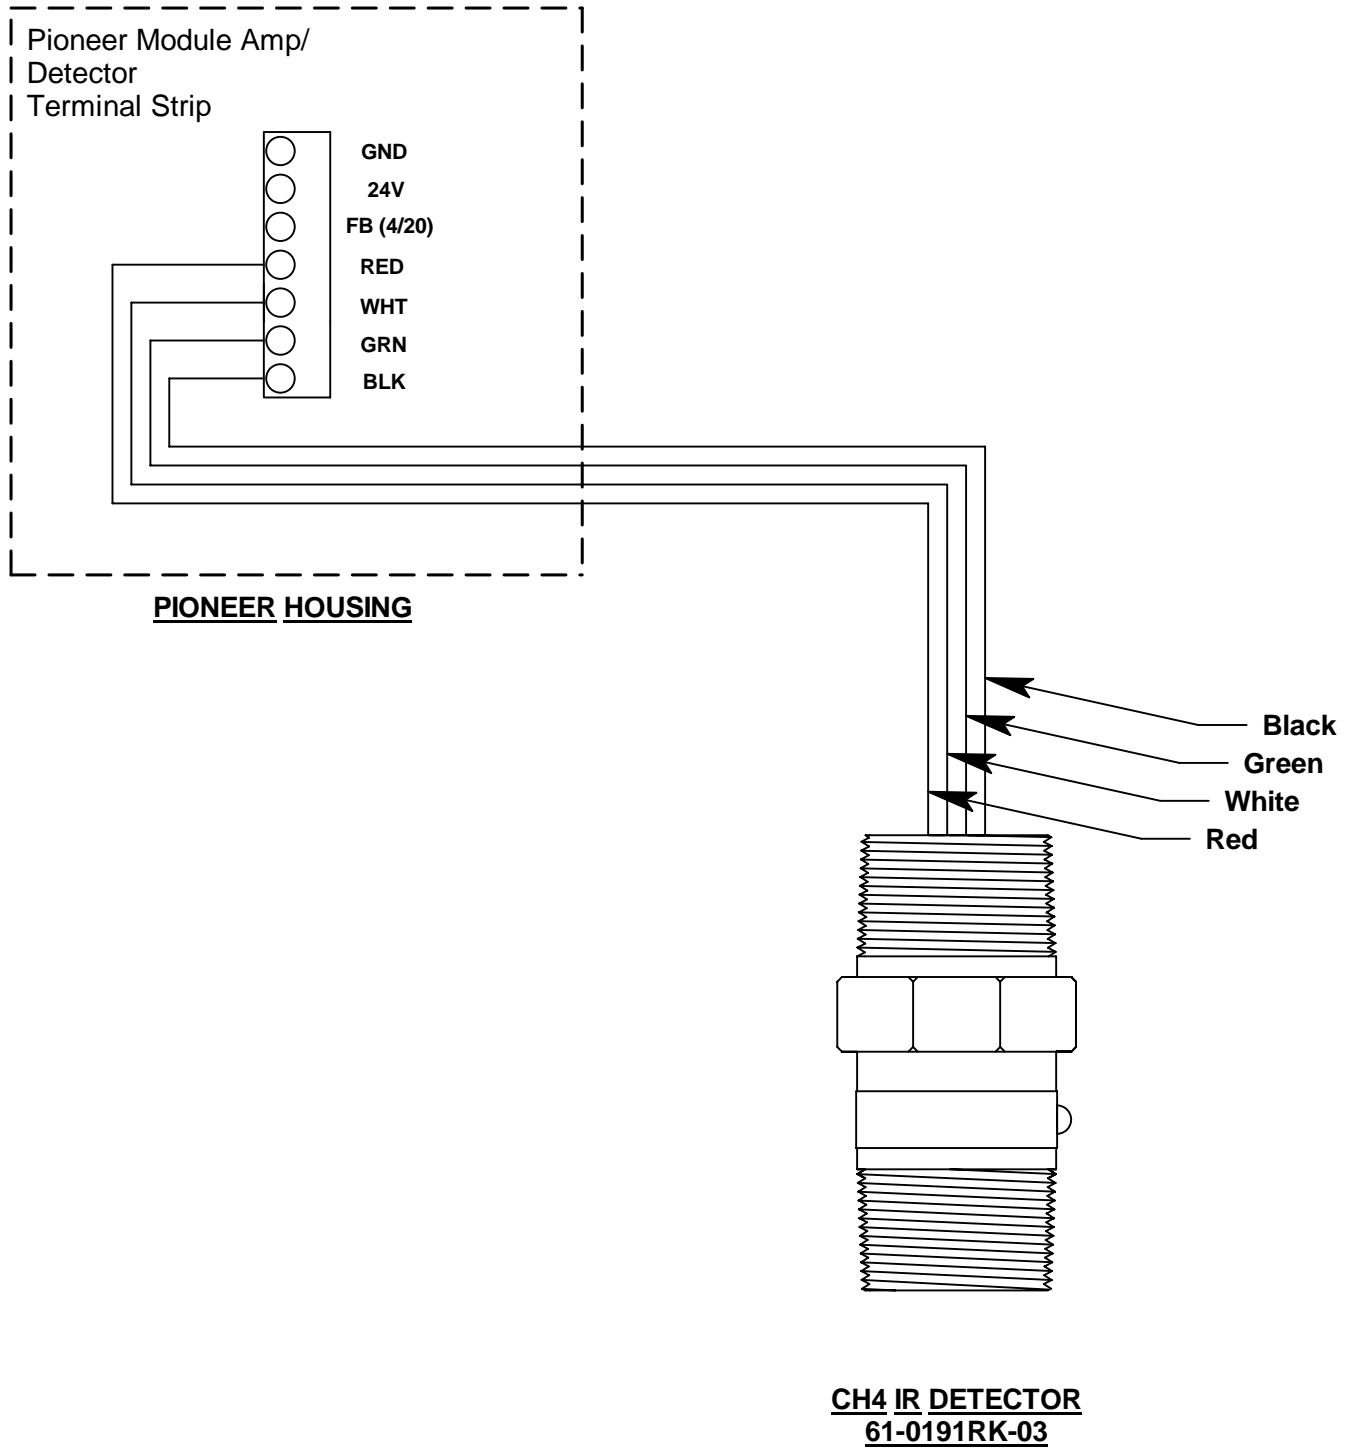 Pioneer Module Amp/
Detector
Terminal Strip
GND
24V
FB (4/20)
RED
WHT
GRN
BLK
PIONEER HOUSING
Black
Green
White
Red
CH4 IR DETECTOR
61-0191RK-03